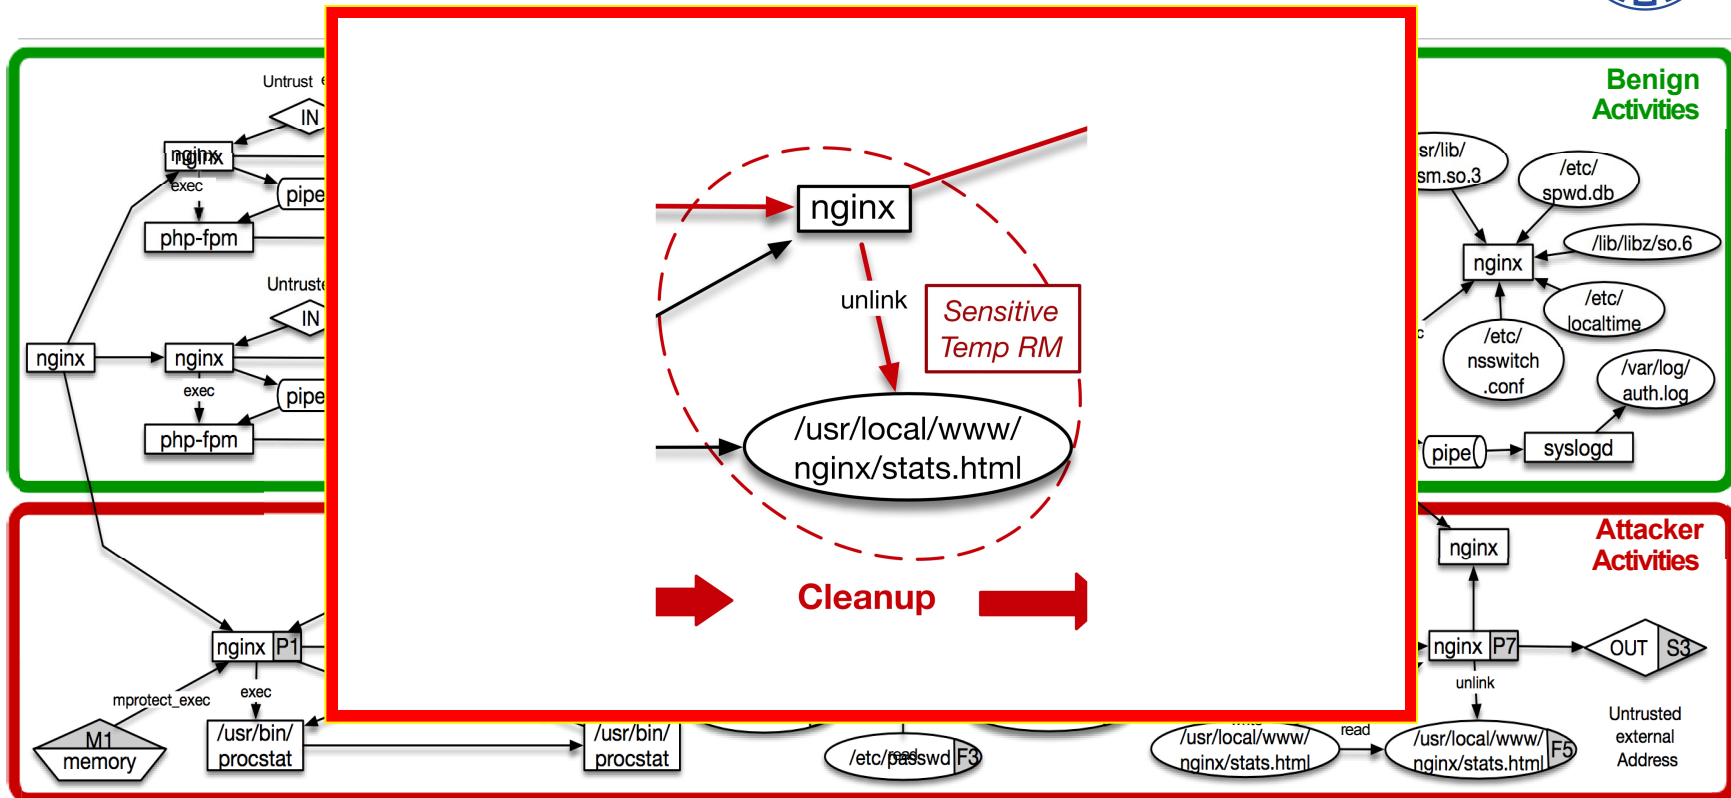 Benign
Activities
Untrust
IN
nginx
nginx
exec
pipe
php-fpm
Untruste
IN
nginx
nginx
exec
pipe
php-fpm
nginx
unlink
Sensitive
Temp RM
/usr/local/www/
nginx/stats.html
Cleanup
sr/lib/
sm.so.3
/etc/
spwd.db
/lib/libz/so.6
nginx
/etc/
localtime
/etc/
nsswitch
.conf
/var/log/
auth.log
pipe
syslogd
Attacker
Activities
nginx
nginx P1
mprotect_exec
exec
M1
memory
/usr/bin/
procstat
/usr/bin/
procstat
/etc/passwd F3
read
/usr/local/www/
nginx/stats.html
read
/usr/local/www/
nginx/stats.html F5
nginx P7
unlink
OUT S3
Untrusted
external
Address